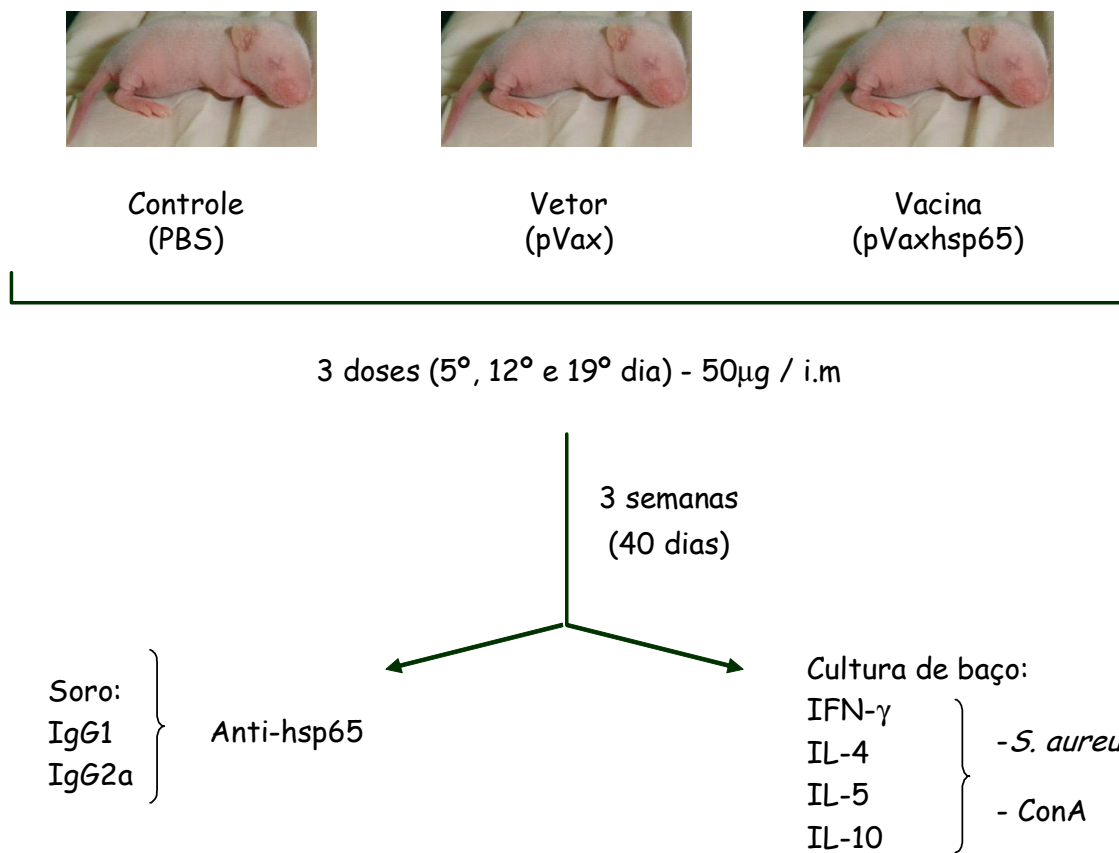 Controle
(PBS)
Vetor
(pVax)
Vacina
(pVaxhsp65)
3 doses (5º, 12º e 19º dia) - 50μg / i.m
3 semanas
(40 dias)
Soro:
IgG1
IgG2a
Anti-hsp65
Cultura de baço:
IFN-γ
IL-4
IL-5
IL-10
-S. aureu
- ConA